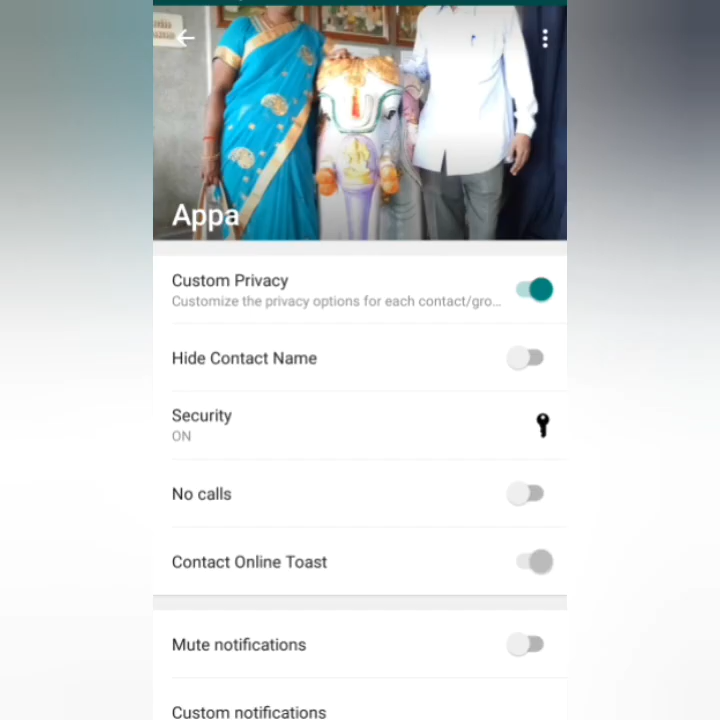 Appa
Custom Privacy
Customize the privacy options for each contact/gro...
Hide Contact Name
Security
ON
No calls
Contact Online Toast
Mute notifications
Custom notifications